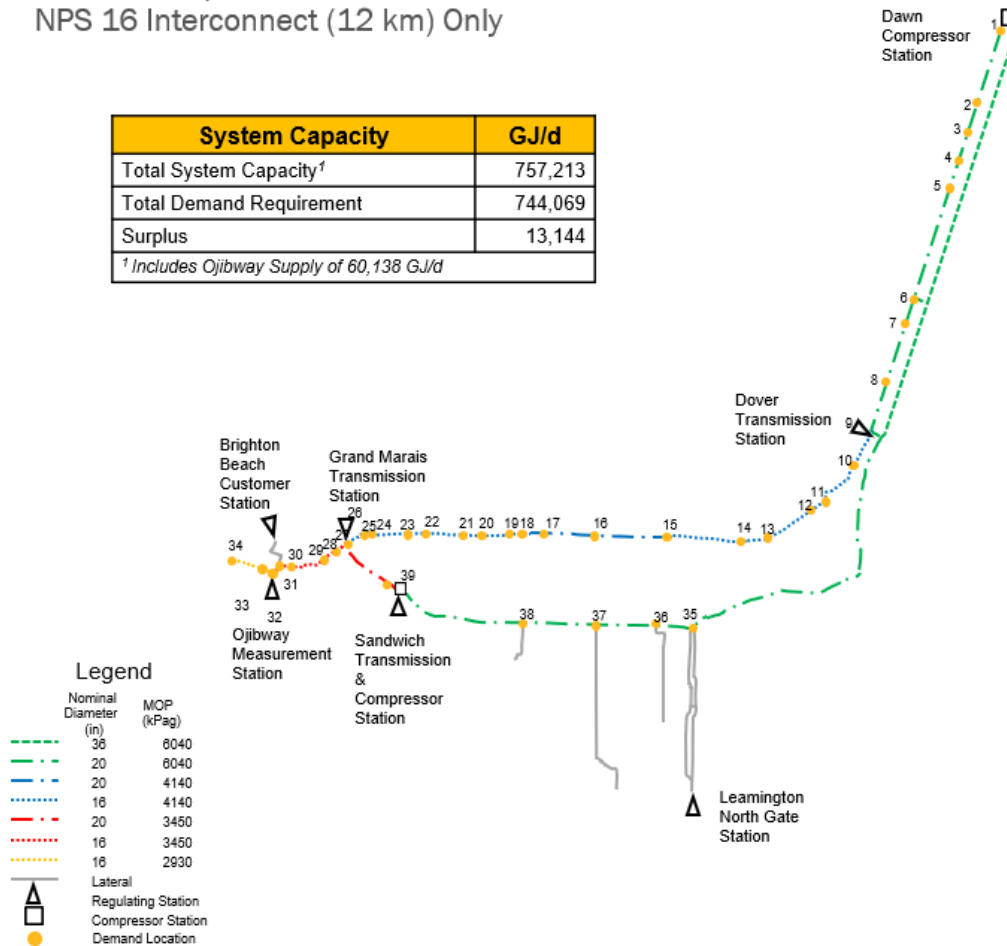 NPS 16 Interconnect (12 km) Only
System Capacity GJ/d
Total System Capacity1 757,213
Total Demand Requirement 744,069
Surplus 13,144
1 Includes Ojibway Supply of 60,138 GJ/d
Dawn
Compressor
Station
1
2
3
4
5
6
7
8
Dover
Transmission
Station
9
10
11
12
13
14
15
16
17
18
19
20
21
22
23
24
25
26
Grand Marais
Transmission
Station
Brighton
Beach
Customer
Station
28
29
30
31
32
33
34
Ojibway
Measurement
Station
39
Sandwich
Transmission
&
Compressor
Station
38
37
36
35
Leamington
North Gate
Station
Legend
Nominal
Diameter
(in)
MOP
(kPag)
36 6040
20 6040
20 4140
16 4140
20 3450
16 3450
16 2930
Lateral
Regulating Station
Compressor Station
Demand Location